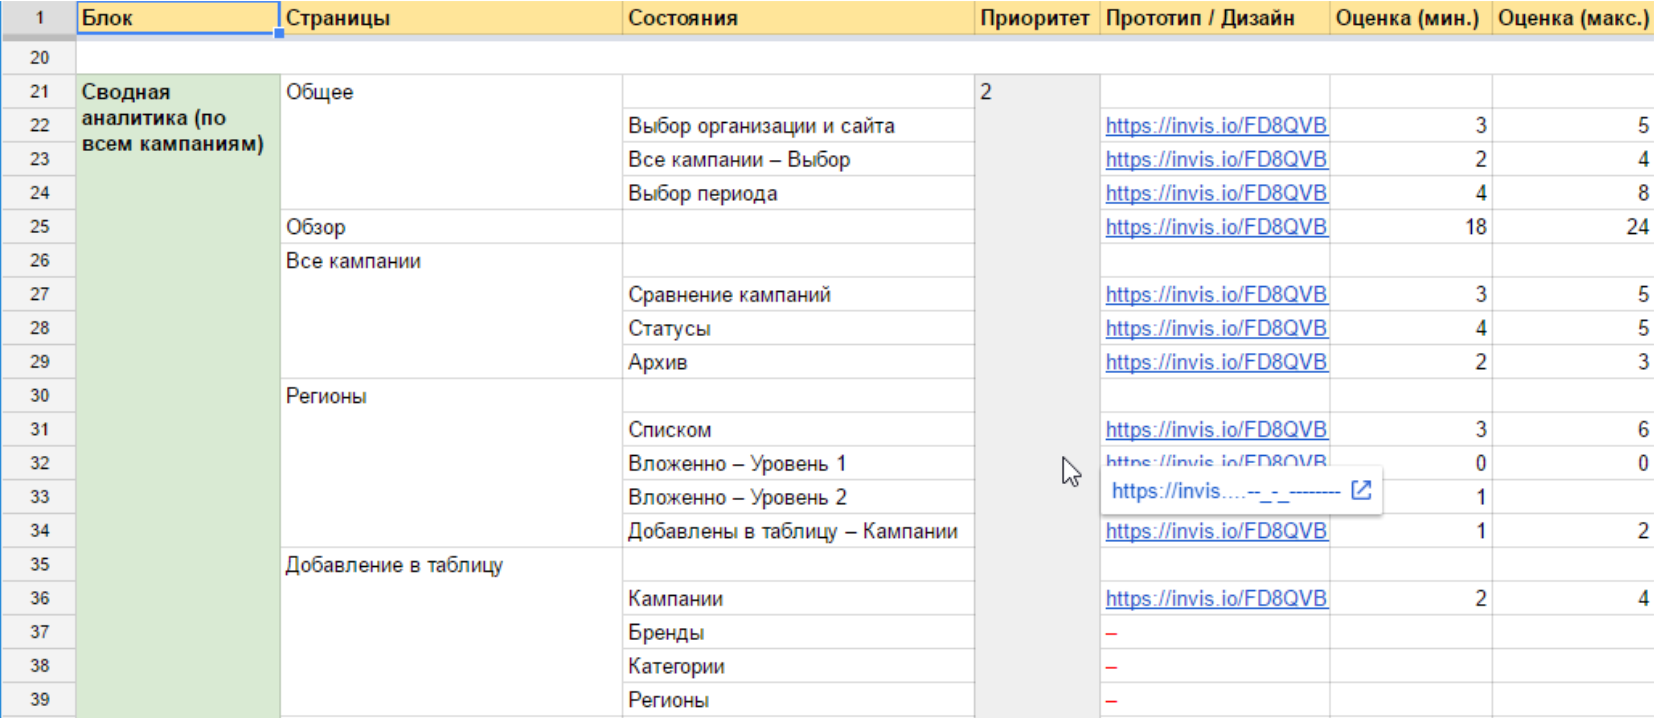 1 Блок Страницы Состояния Приоритет Прототип / Дизайн Оценка (мин.) Оценка (макс.)
20
21 Сводная Общее 2
аналитика (по
всем кампаниям)
22 Выбор организации и сайта https://invis.io/FD8QVB 3 5
23 Все кампании – Выбор https://invis.io/FD8QVB 2 4
24 Выбор периода https://invis.io/FD8QVB 4 8
25 Обзор https://invis.io/FD8QVB 18 24
26 Все кампании
27 Сравнение кампаний https://invis.io/FD8QVB 3 5
28 Статусы https://invis.io/FD8QVB 4 5
29 Архив https://invis.io/FD8QVB 2 3
30 Регионы
31 Списком https://invis.io/FD8QVB 3 6
32 Вложенно – Уровень 1 https://invis.io/FD8QVB 0 0
https://invis....--_-_--------
33 Вложенно – Уровень 2 1
34 Добавлены в таблицу – Кампании https://invis.io/FD8QVB 1 2
35 Добавление в таблицу
36 Кампании https://invis.io/FD8QVB 2 4
37 Бренды –
38 Категории –
39 Регионы –